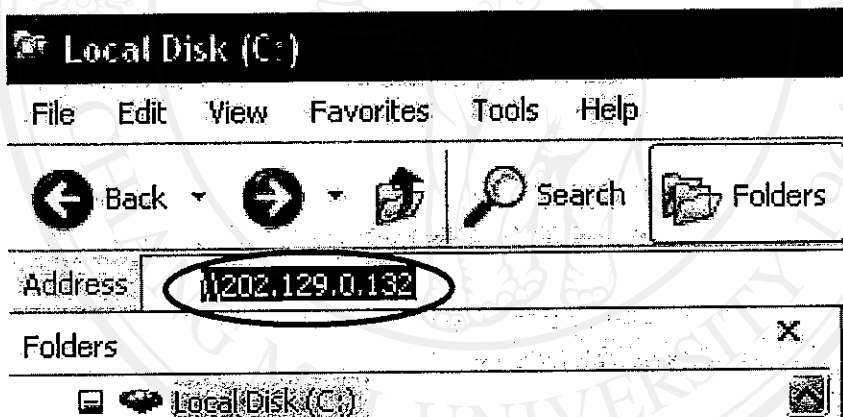 Local Disk (C:)
File Edit View Favorites Tools Help
Back Search Folders
Address \\202.129.0.132
Folders
Local Disk (C:)